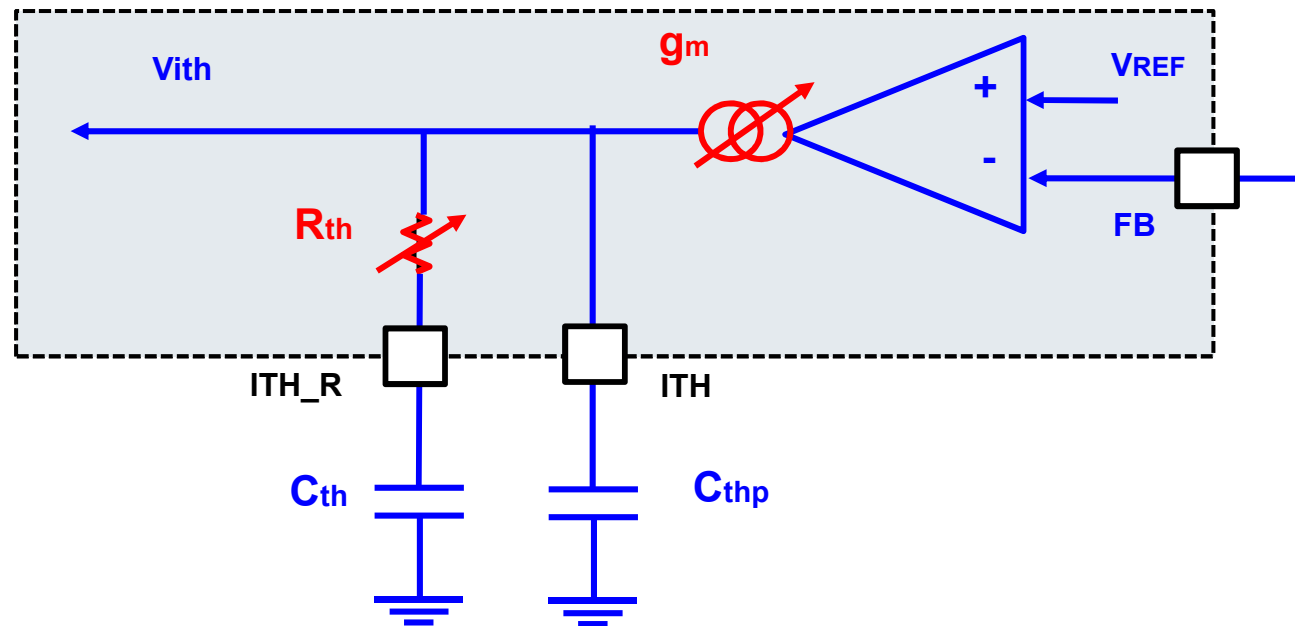 gm
Vith
VREF
+
-
Rth
FB
ITH_R
ITH
Cth
Cthp